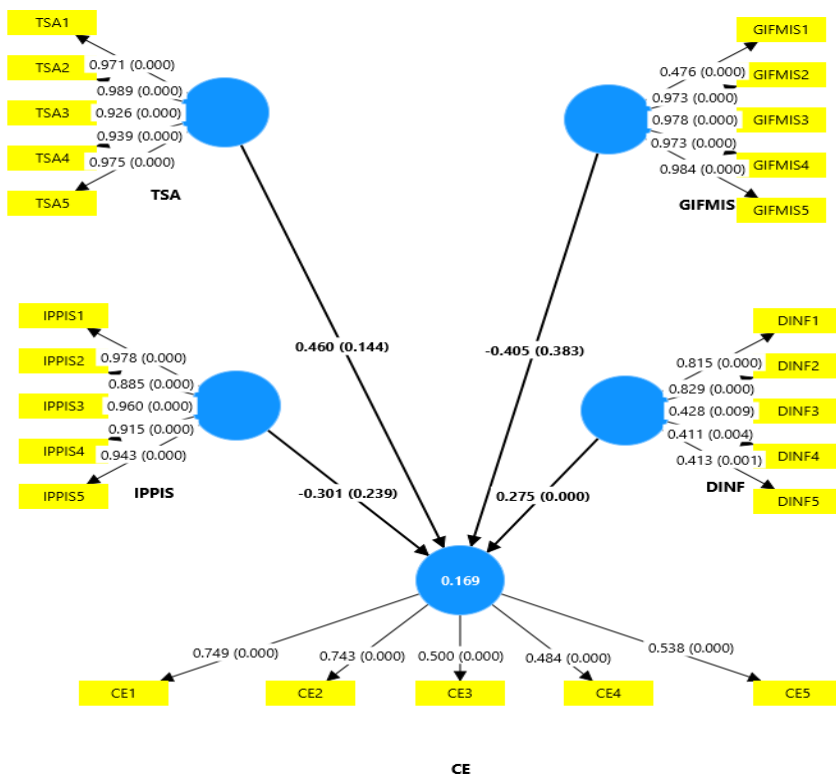 TSA1
0.971 (0.000)
TSA2
0.989 (0.000)
TSA3
0.926 (0.000)
0.939 (0.000)
TSA4
0.975 (0.000)
TSA5
TSA
GIFMIS1
0.476 (0.000)
GIFMIS2
0.973 (0.000)
0.978 (0.000)
GIFMIS3
0.973 (0.000)
GIFMIS4
0.984 (0.000)
GIFMIS5
GIFMIS
0.460 (0.144)
-0.405 (0.383)
IPPIS1
0.978 (0.000)
IPPIS2
0.885 (0.000)
IPPIS3
0.960 (0.000)
0.915 (0.000)
IPPIS4
0.943 (0.000)
IPPIS5
IPPIS
DINF1
0.815 (0.000)
DINF2
0.829 (0.000)
0.428 (0.009)
DINF3
0.411 (0.004)
DINF4
0.413 (0.001)
DINF5
DINF
-0.301 (0.239)
0.275 (0.000)
0.169
0.749 (0.000)
0.743 (0.000)
0.500 (0.000)
0.484 (0.000)
0.538 (0.000)
CE1
CE2
CE3
CE4
CE5
CE